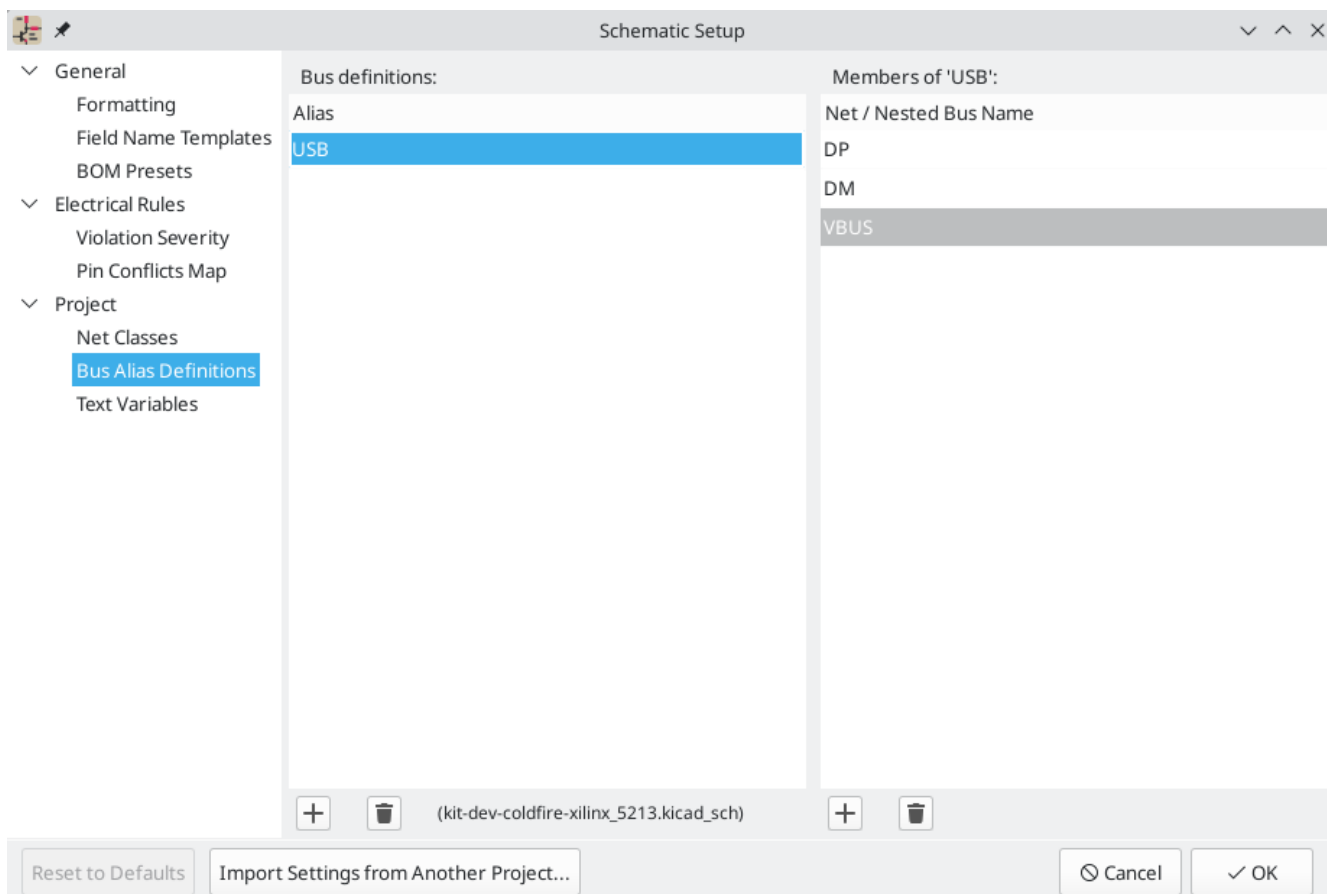 Schematic Setup
General
Formatting
Field Name Templates
BOM Presets
Electrical Rules
Violation Severity
Pin Conflicts Map
Project
Net Classes
Bus Alias Definitions
Text Variables
Bus definitions:
Alias
USB
(kit-dev-coldfire-xilinx_5213.kicad_sch)
Members of 'USB':
Net / Nested Bus Name
DP
DM
VBUS
Reset to Defaults
Import Settings from Another Project...
Cancel
OK